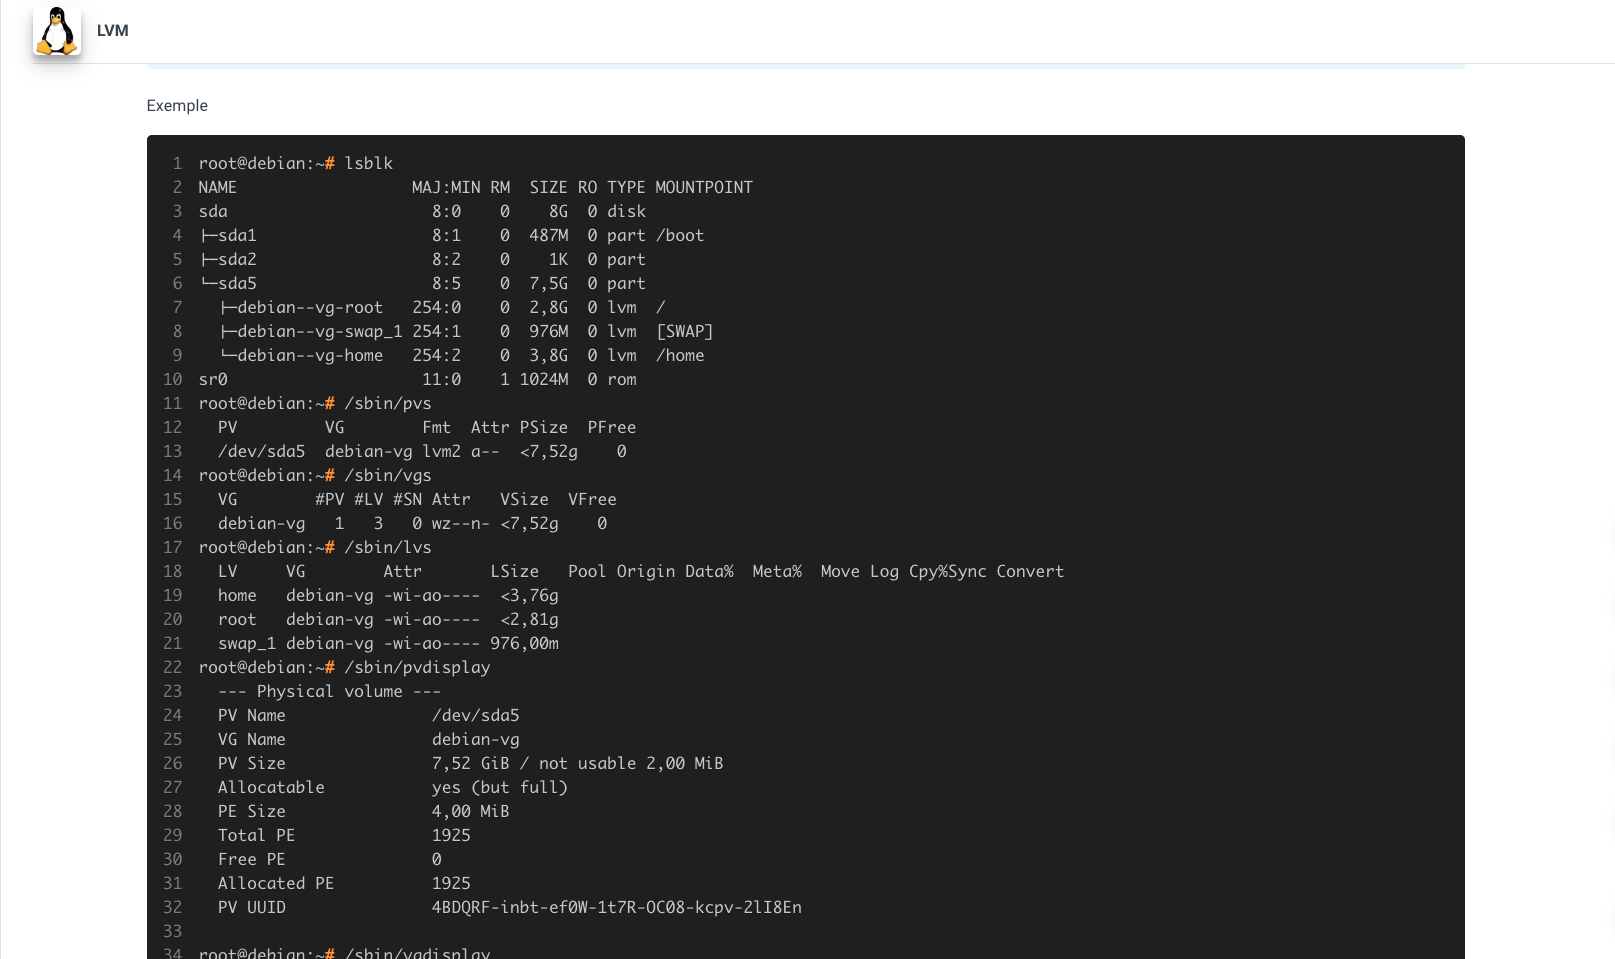 LVM
Exemple
1 root@debian:~# lsblk
2 NAME                  MAJ:MIN RM  SIZE RO TYPE MOUNTPOINT
3 sda                     8:0    0    8G  0 disk
4 ├─sda1                  8:1    0  487M  0 part /boot
5 ├─sda2                  8:2    0    1K  0 part
6 └─sda5                  8:5    0  7,5G  0 part
7   ├─debian--vg-root   254:0    0  2,8G  0 lvm  /
8   ├─debian--vg-swap_1 254:1    0  976M  0 lvm  [SWAP]
9   └─debian--vg-home   254:2    0  3,8G  0 lvm  /home
10 sr0                    11:0    1 1024M  0 rom
11 root@debian:~# /sbin/pvs
12   PV         VG        Fmt  Attr PSize  PFree
13   /dev/sda5  debian-vg lvm2 a--  <7,52g    0
14 root@debian:~# /sbin/vgs
15   VG        #PV #LV #SN Attr   VSize  VFree
16   debian-vg   1   3   0 wz--n- <7,52g    0
17 root@debian:~# /sbin/lvs
18   LV     VG        Attr       LSize   Pool Origin Data%  Meta%  Move Log Cpy%Sync Convert
19   home   debian-vg -wi-ao----  <3,76g
20   root   debian-vg -wi-ao----  <2,81g
21   swap_1 debian-vg -wi-ao---- 976,00m
22 root@debian:~# /sbin/pvdisplay
23   --- Physical volume ---
24   PV Name               /dev/sda5
25   VG Name               debian-vg
26   PV Size               7,52 GiB / not usable 2,00 MiB
27   Allocatable           yes (but full)
28   PE Size               4,00 MiB
29   Total PE              1925
30   Free PE               0
31   Allocated PE          1925
32   PV UUID               4BDQRF-inbt-ef0W-1t7R-OC08-kcpv-2lI8En
33
34 root@debian:~# /sbin/vgdisplay